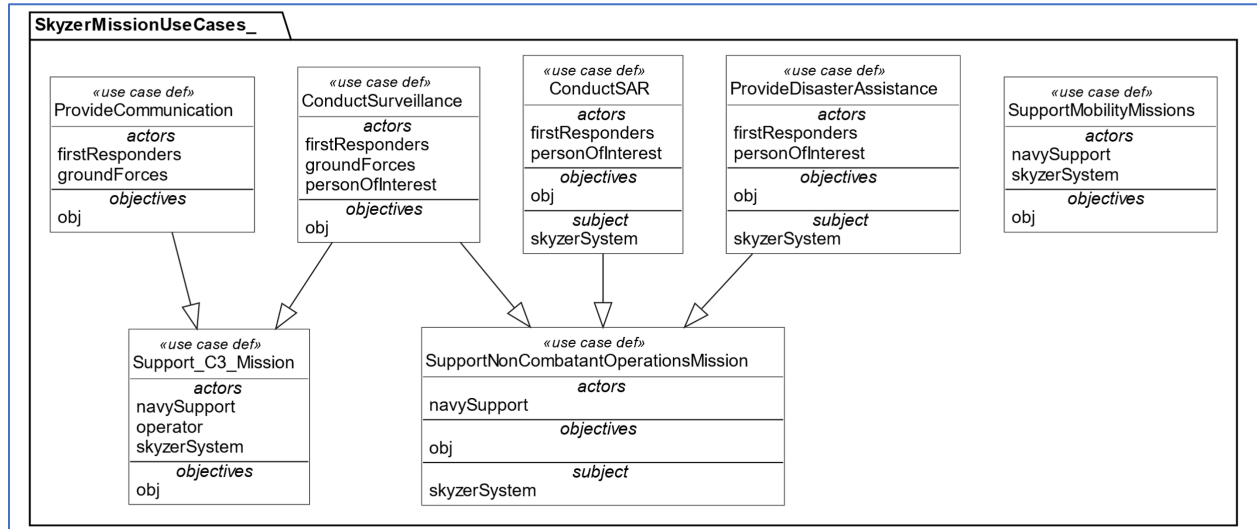 SkyzerMissionUseCases_
«use case def»
ProvideCommunication
actors
firstResponders
groundForces
objectives
obj
«use case def»
ConductSurveillance
actors
firstResponders
groundForces
personOfInterest
objectives
obj
«use case def»
ConductSAR
actors
firstResponders
personOfInterest
objectives
obj
subject
skyzerSystem
«use case def»
ProvideDisasterAssistance
actors
firstResponders
personOfInterest
objectives
obj
subject
skyzerSystem
«use case def»
SupportMobilityMissions
actors
navySupport
skyzerSystem
objectives
obj
«use case def»
Support_C3_Mission
actors
navySupport
operator
skyzerSystem
objectives
obj
«use case def»
SupportNonCombatantOperationsMission
actors
navySupport
objectives
obj
subject
skyzerSystem